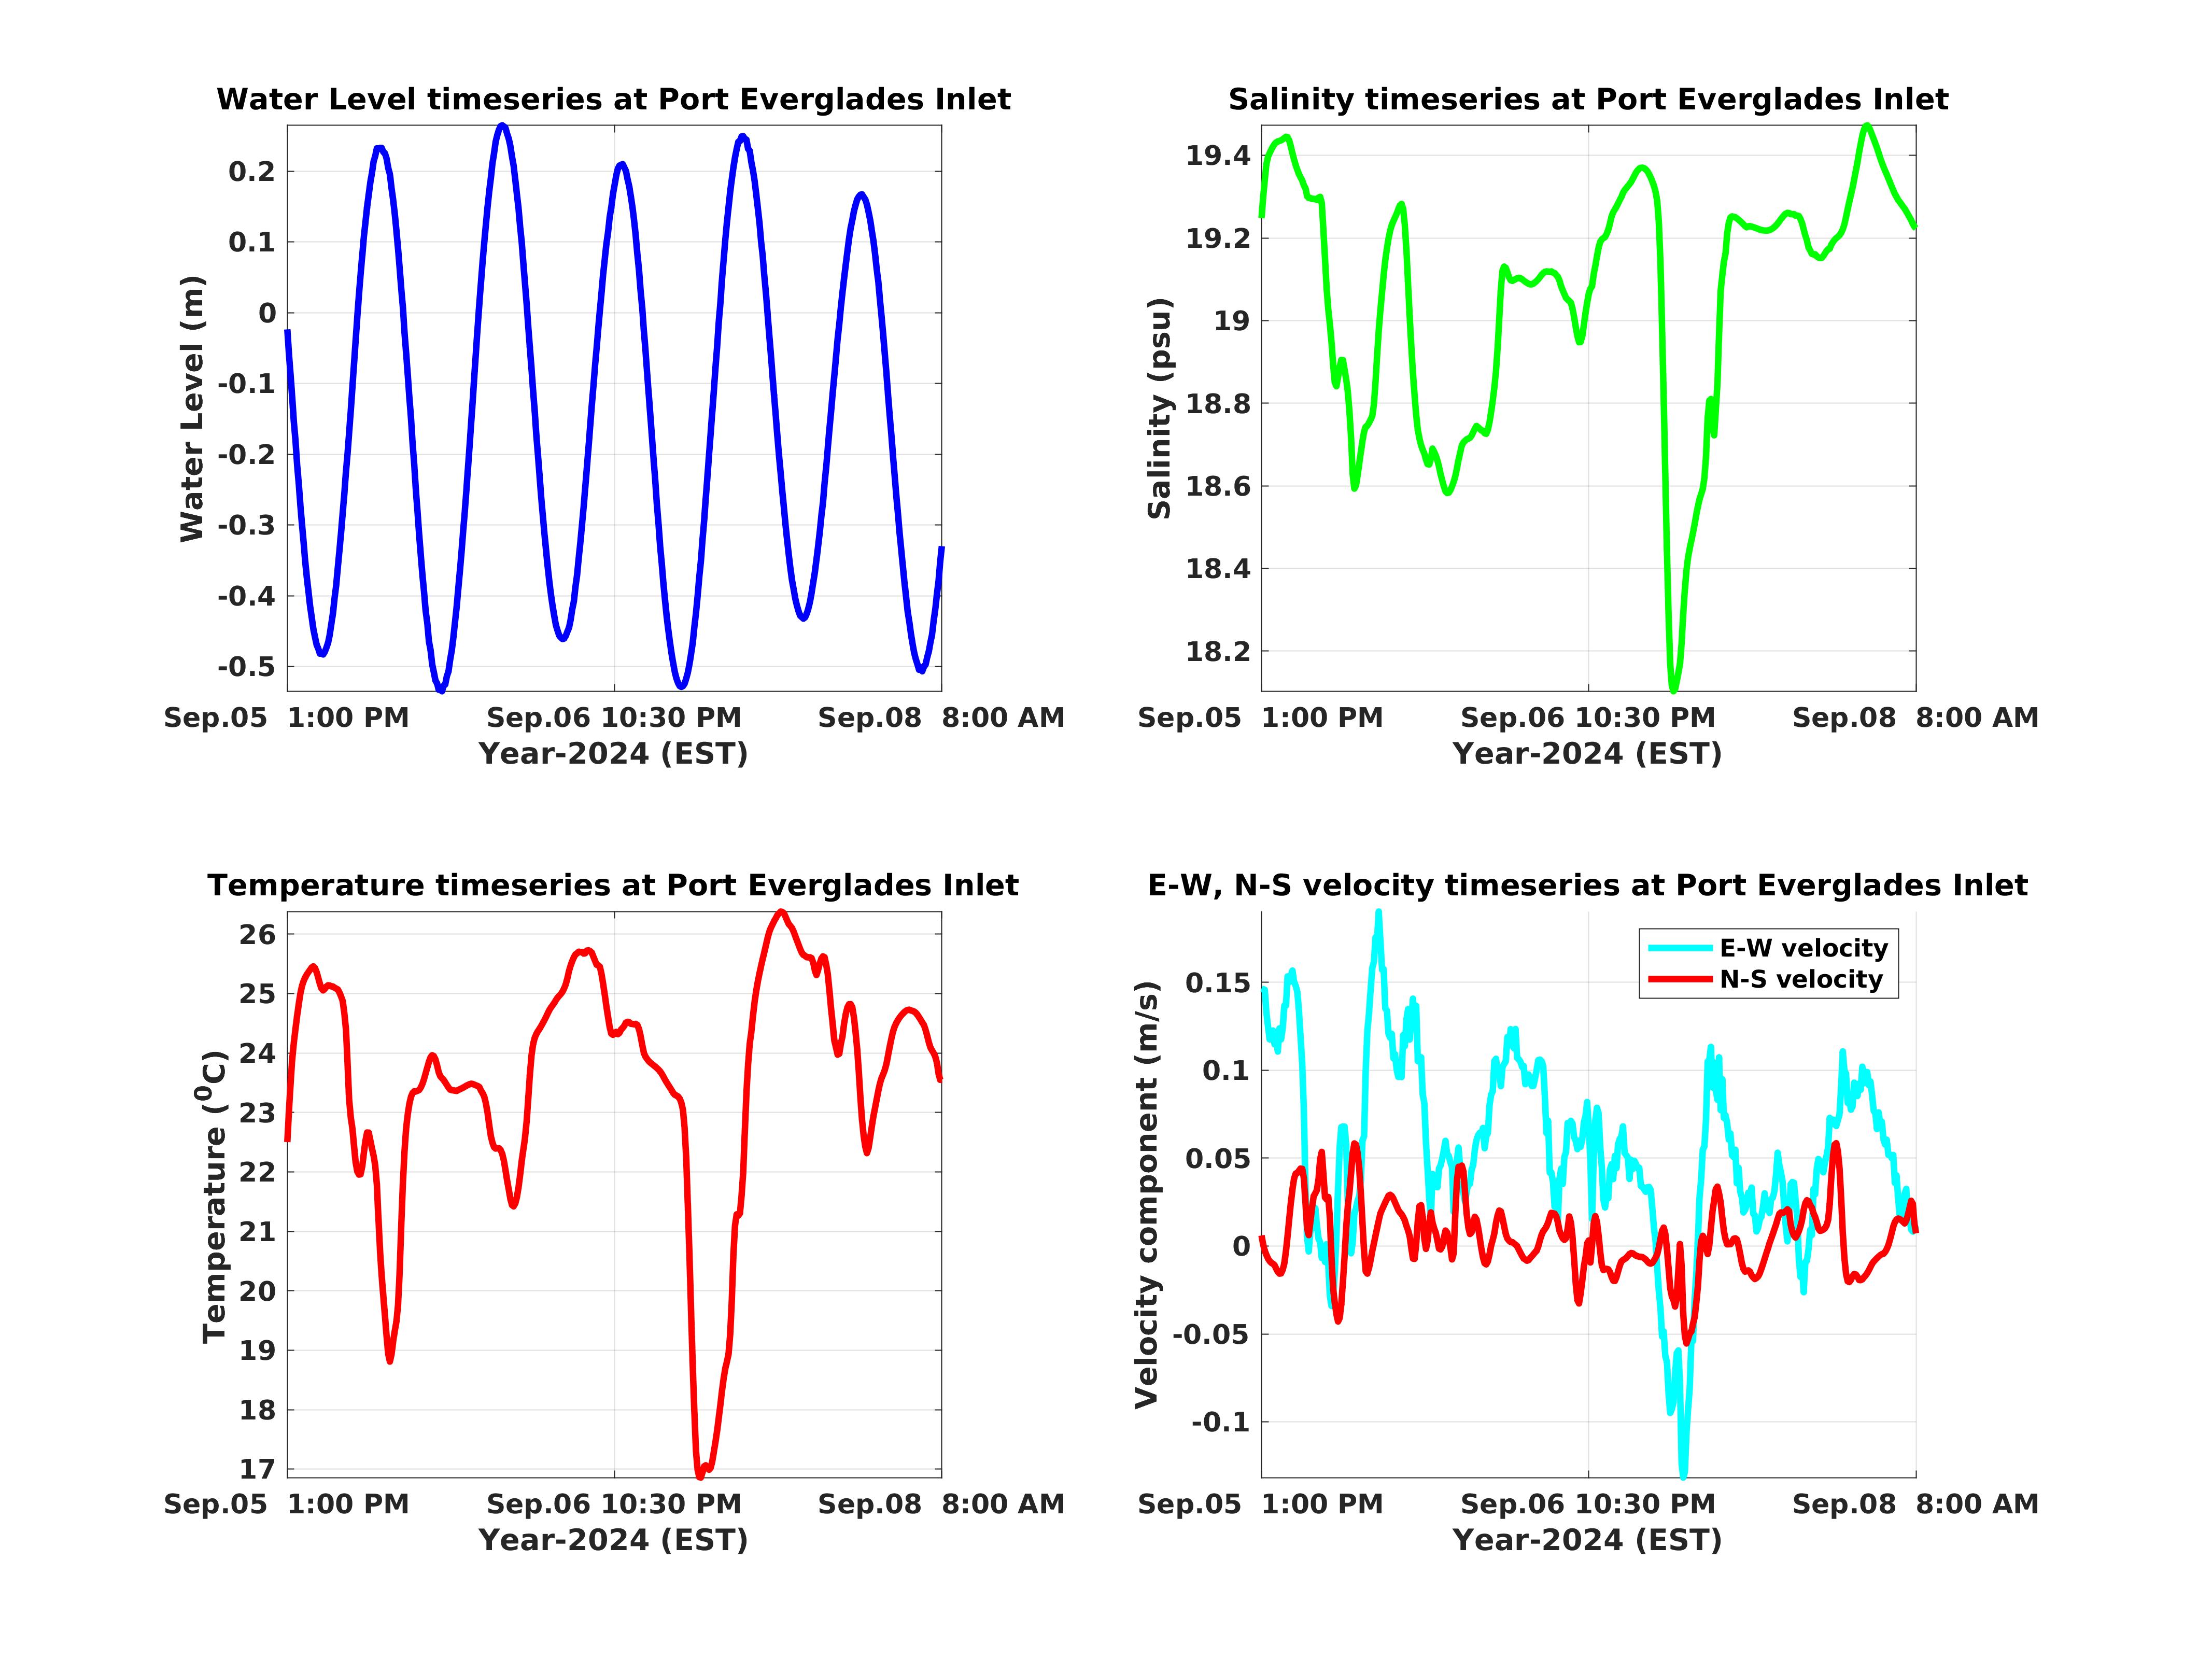 Water Level timeseries at Port Everglades Inlet
Water Level (m)
0.2
0.1
0
-0.1
-0.2
-0.3
-0.4
-0.5
Sep.05 1:00 PM Sep.06 10:30 PM Sep.08 8:00 AM
Year-2024 (EST)
Salinity timeseries at Port Everglades Inlet
Salinity (psu)
19.4
19.2
19
18.8
18.6
18.4
18.2
Sep.05 1:00 PM Sep.06 10:30 PM Sep.08 8:00 AM
Year-2024 (EST)
Temperature timeseries at Port Everglades Inlet
Temperature (⁰C)
26
25
24
23
22
21
20
19
18
17
Sep.05 1:00 PM Sep.06 10:30 PM Sep.08 8:00 AM
Year-2024 (EST)
E-W, N-S velocity timeseries at Port Everglades Inlet
Velocity component (m/s)
0.15
0.1
0.05
0
-0.05
-0.1
E-W velocity
N-S velocity
Sep.05 1:00 PM Sep.06 10:30 PM Sep.08 8:00 AM
Year-2024 (EST)